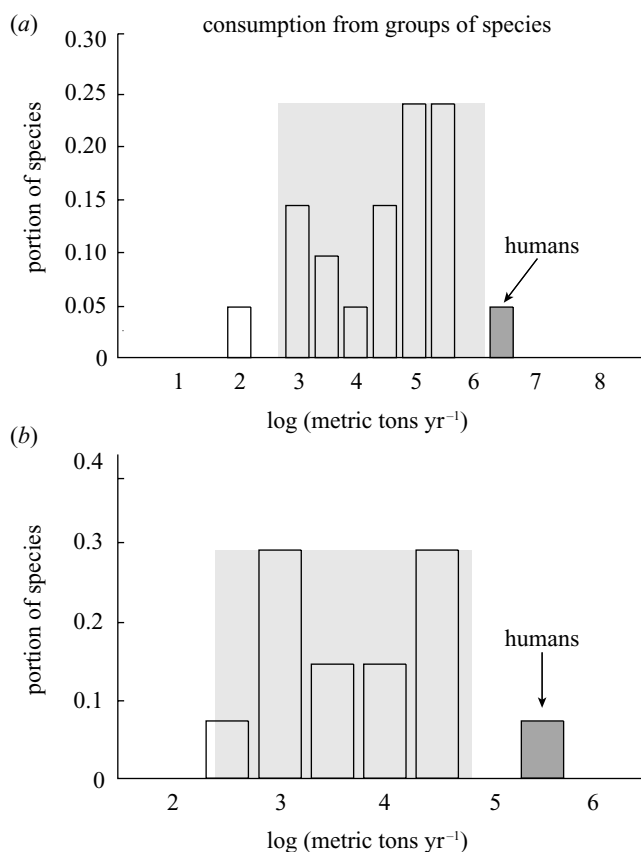 (a)
consumption from groups of species
0.30
0.25
0.20
0.15
0.10
0.05
0
portion of species
humans
1 2 3 4 5 6 7 8
log (metric tons yr⁻¹)
(b)
0.4
0.3
0.2
0.1
0
portion of species
humans
2 3 4 5 6
log (metric tons yr⁻¹)